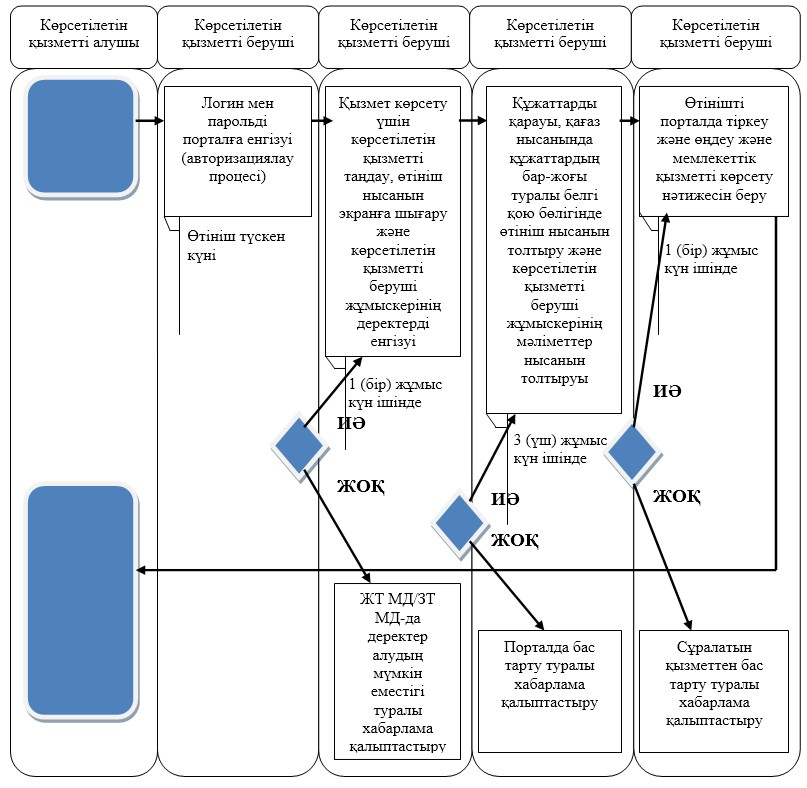 Көрсетілетін
қызметті алушы
Көрсетілетін
қызметті беруші
Көрсетілетін
қызметті беруші
Көрсетілетін
қызметті беруші
Көрсетілетін
қызметті беруші
Логин мен
парольді
порталға енгізуі
(авторизациялау
процесі)
Өтініш түскен
күні
Қызмет көрсету
үшін
көрсетілетін
қызметті
таңдау, өтініш
нысанын
экранға шығару
және
көрсетілетін
қызметті
беруші
жұмыскерінің
деректерді
енгізуі
1 (бір) жұмыс
күн ішінде
ИӘ
ЖОҚ
ЖТ МД/ЗТ
МД-да
деректер
алудың
мүмкін
еместігі
туралы
хабарлама
қалыптастыру
Құжаттарды
қарауы, қағаз
нысанында
құжаттардың
бар-жоғы
туралы белгі
қою бөлігінде
өтініш нысанын
толтыру және
көрсетілетін
қызметті
беруші
жұмыскерінің
мәліметтер
нысанын
толтыруы
3 (үш) жұмыс
күн ішінде
ИӘ
ЖОҚ
Порталда бас
тарту туралы
хабарлама
қалыптастыру
Өтінішті
порталда тіркеу
және өңдеу және
мемлекеттік
қызметті көрсету
нәтижесін беру
1 (бір) жұмыс
күн ішінде
ИӘ
ЖОҚ
Сұралатын
қызметтен бас
тарту туралы
хабарлама
қалыптастыру